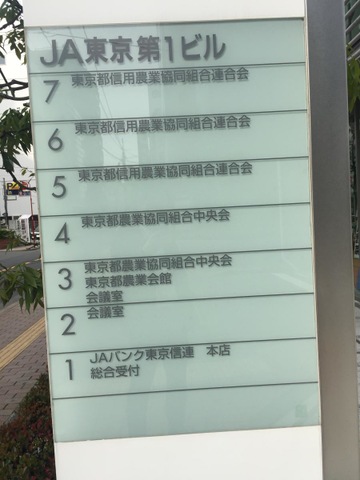 JA東京第1ビル
7 東京都信用農業協同組合連合会
6 東京都信用農業協同組合連合会
5 東京都信用農業協同組合連合会
4 東京都農業協同組合中央会
3 東京都農業協同組合中央会
東京都農業会館
会議室
2 会議室
1 JAバンク東京信連 本店
総合受付